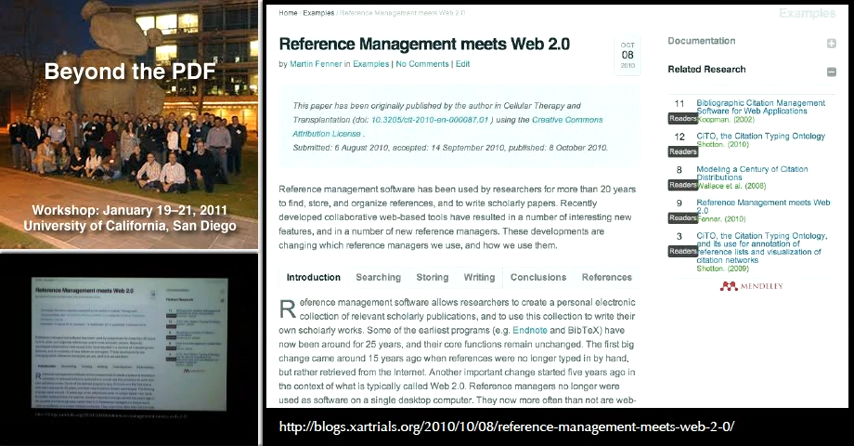 Beyond the PDF
Workshop: January 19–21, 2011
University of California, San Diego
Home / Examples / Reference Management meets Web 2.0
Examples
Reference Management meets Web 2.0
OCT
08
2010
by Martin Fenner in Examples | No Comments | Edit
This paper has been originally published by the author in Cellular Therapy and
Transplantation (doi: 10.3205/ctt-2010-en-000087.01 ) using the Creative Commons
Attribution License .
Submitted: 6 August 2010, accepted: 14 September 2010, published: 8 October 2010.
Reference management software has been used by researchers for more than 20 years
to find, store, and organize references, and to write scholarly papers. Recently
developed collaborative web-based tools have resulted in a number of interesting new
features, and in a number of new reference managers. These developments are
changing which reference managers we use, and how we use them.
Introduction Searching Storing Writing Conclusions References
Reference management software allows researchers to create a personal electronic
collection of relevant scholarly publications, and to use this collection to write their
own scholarly works. Some of the earliest programs (e.g. Endnote and BibTeX) have
now been around for 25 years, and their core functions remain unchanged. The first big
change came around 15 years ago when references were no longer typed in by hand,
but rather retrieved from the Internet. Another important change started five years ago in
the context of what is typically called Web 2.0. Reference managers no longer were
used as software on a single desktop computer. They now more often than not are web-
Documentation
Related Research
11 Readers
Bibliographic Citation Management
Software for Web Applications
Koopman. (2002)
12 Readers
CiTO, the Citation Typing Ontology
Shotton. (2010)
8 Readers
Modeling a Century of Citation
Distributions
Wallace et al. (2008)
9 Readers
Reference Management meets Web
2.0
Fenner. (2010)
3 Readers
CiTO, the Citation Typing Ontology,
and its use for annotation of
reference lists and visualization of
citation networks
Shotton. (2009)
MENDELEY
http://blogs.xartrials.org/2010/10/08/reference-management-meets-web-2-0/
Reference Management meets Web 2.0